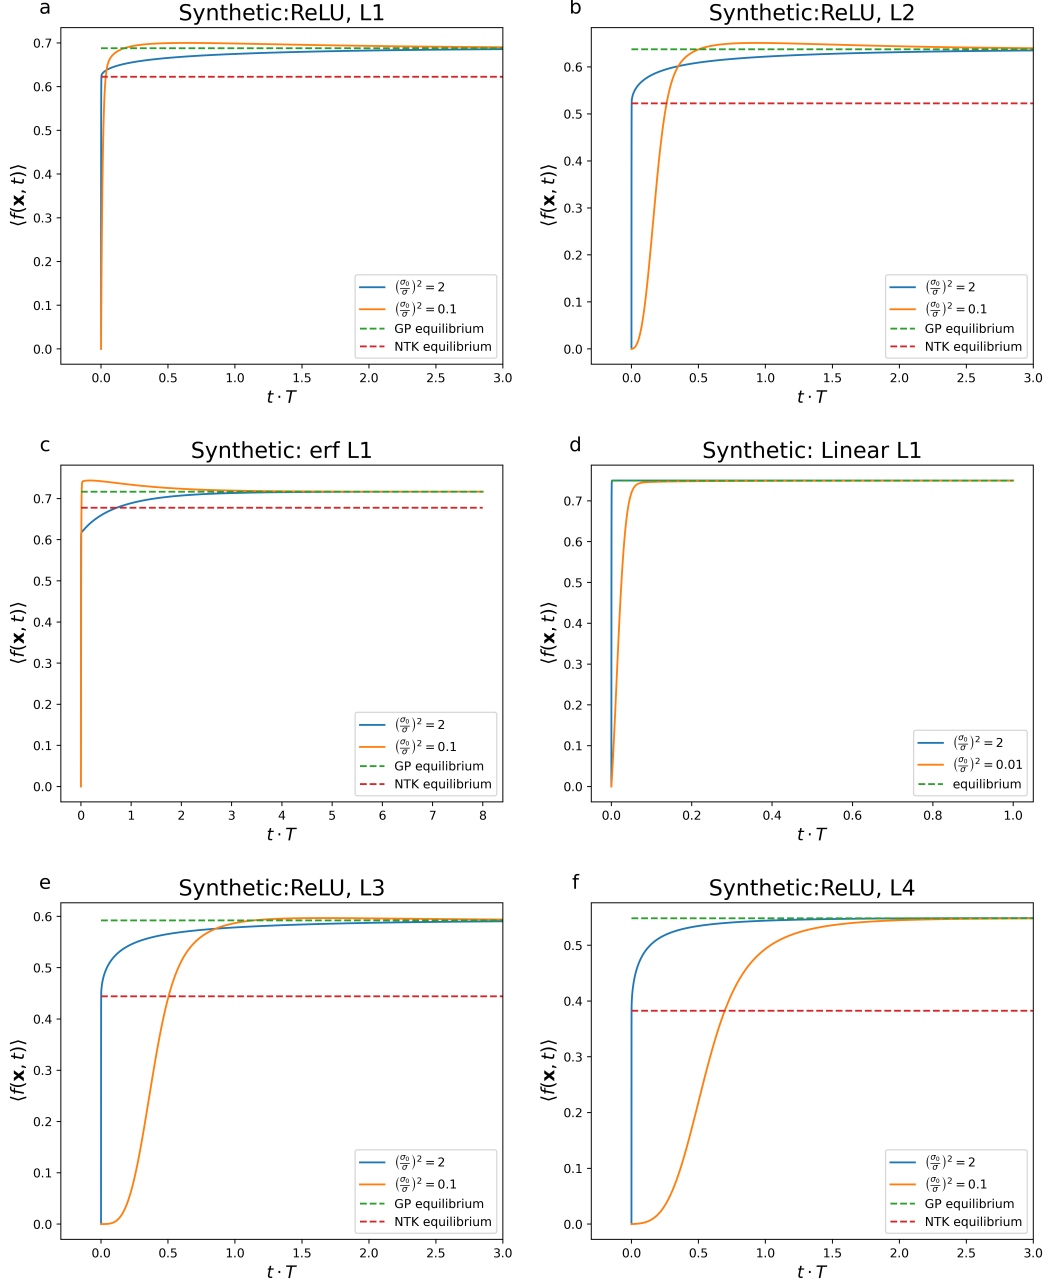 a
Synthetic:ReLU, L1
0.7
0.6
0.5
0.4
0.3
0.2
0.1
0.0
⟨f(x, t)⟩
(σ₀/σ)² = 2
(σ₀/σ)² = 0.1
GP equilibrium
NTK equilibrium
0.0 0.5 1.0 1.5 2.0 2.5 3.0
t · T
b
Synthetic:ReLU, L2
0.6
0.5
0.4
0.3
0.2
0.1
0.0
⟨f(x, t)⟩
(σ₀/σ)² = 2
(σ₀/σ)² = 0.1
GP equilibrium
NTK equilibrium
0.0 0.5 1.0 1.5 2.0 2.5 3.0
t · T
c
Synthetic: erf L1
0.7
0.6
0.5
0.4
0.3
0.2
0.1
0.0
⟨f(x, t)⟩
(σ₀/σ)² = 2
(σ₀/σ)² = 0.1
GP equilibrium
NTK equilibrium
0 1 2 3 4 5 6 7 8
t · T
d
Synthetic: Linear L1
0.7
0.6
0.5
0.4
0.3
0.2
0.1
0.0
⟨f(x, t)⟩
(σ₀/σ)² = 2
(σ₀/σ)² = 0.01
equilibrium
0.0 0.2 0.4 0.6 0.8 1.0
t · T
e
Synthetic:ReLU, L3
0.6
0.5
0.4
0.3
0.2
0.1
0.0
⟨f(x, t)⟩
(σ₀/σ)² = 2
(σ₀/σ)² = 0.1
GP equilibrium
NTK equilibrium
0.0 0.5 1.0 1.5 2.0 2.5 3.0
t · T
f
Synthetic:ReLU, L4
0.5
0.4
0.3
0.2
0.1
0.0
⟨f(x, t)⟩
(σ₀/σ)² = 2
(σ₀/σ)² = 0.1
GP equilibrium
NTK equilibrium
0.0 0.5 1.0 1.5 2.0 2.5 3.0
t · T